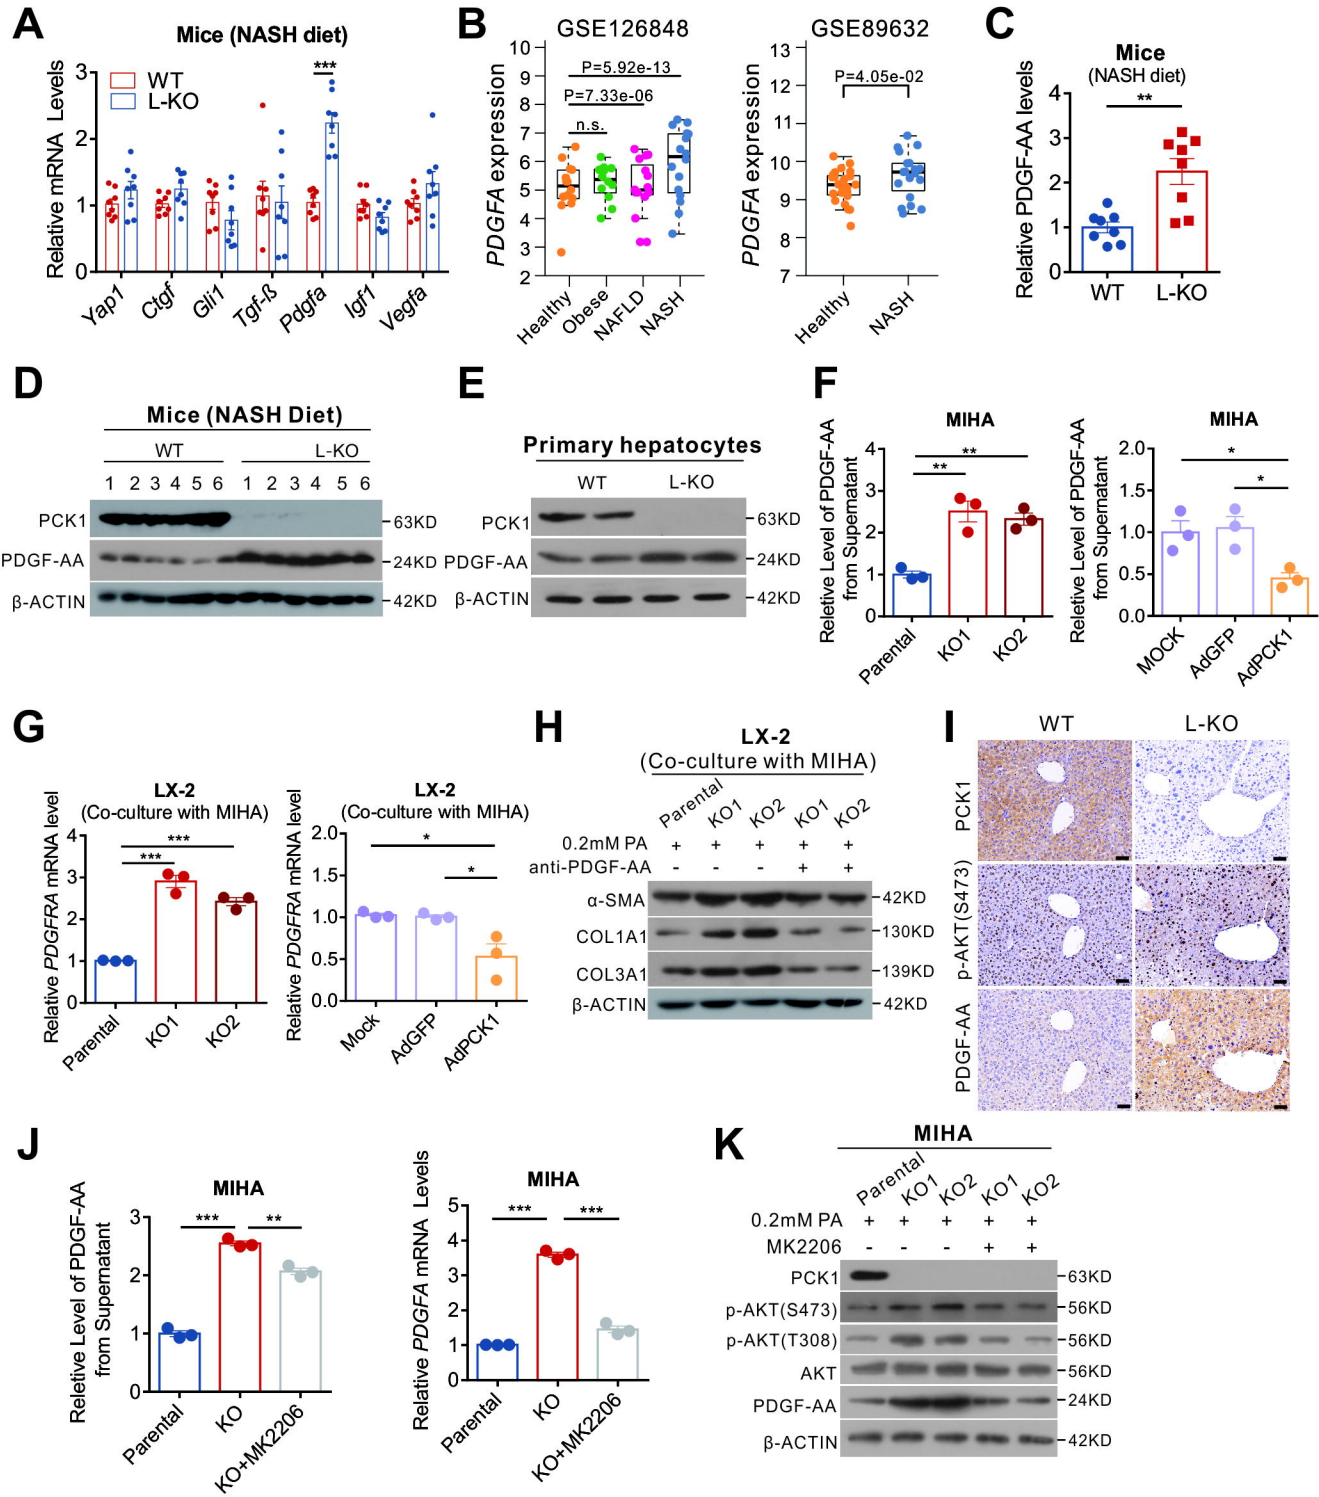 A
Mice (NASH diet)
Relative mRNA Levels
3
2
1
0
WT
L-KO
***
Yap1
Ctgf
Gli1
Tgf-ß
Pdgfa
Igf1
Vegfa
B
GSE126848
PDGFA expression
10
9
8
7
6
5
4
3
2
P=5.92e-13
P=7.33e-06
n.s.
Healthy
Obese
NAFLD
NASH
GSE89632
PDGFA expression
13
12
11
10
9
8
7
P=4.05e-02
Healthy
NASH
C
Mice
(NASH diet)
Relative PDGF-AA levels
4
3
2
1
0
**
WT
L-KO
D
Mice (NASH Diet)
WT
L-KO
1 2 3 4 5 6 1 2 3 4 5 6
PCK1
63KD
PDGF-AA
24KD
β-ACTIN
42KD
E
Primary hepatocytes
WT
L-KO
PCK1
63KD
PDGF-AA
24KD
β-ACTIN
42KD
F
MIHA
Reletive Level of PDGF-AA
from Supernatant
4
3
2
1
0
**
**
Parental
KO1
KO2
MIHA
Reletive Level of PDGF-AA
from Supernatant
2.0
1.5
1.0
0.5
0.0
*
*
MOCK
AdGFP
AdPCK1
G
LX-2
(Co-culture with MIHA)
Relative PDGFRA mRNA level
4
3
2
1
0
***
***
Parental
KO1
KO2
LX-2
(Co-culture with MIHA)
Relative PDGFRA mRNA level
2.0
1.5
1.0
0.5
0.0
*
*
Mock
AdGFP
AdPCK1
H
LX-2
(Co-culture with MIHA)
Parental
KO1
KO2
KO1
KO2
0.2mM PA + + + + +
anti-PDGF-AA - - - + +
α-SMA
42KD
COL1A1
130KD
COL3A1
139KD
β-ACTIN
42KD
I
WT
L-KO
PCK1
p-AKT(S473)
PDGF-AA
J
MIHA
Reletive Level of PDGF-AA
from Supernatant
3
2
1
0
***
**
Parental
KO
KO+MK2206
MIHA
Relative PDGFA mRNA Levels
5
4
3
2
1
0
***
***
Parental
KO
KO+MK2206
K
MIHA
Parental
KO1
KO2
KO1
KO2
0.2mM PA + + + + +
MK2206 - - - + +
PCK1
63KD
p-AKT(S473)
56KD
p-AKT(T308)
56KD
AKT
56KD
PDGF-AA
24KD
β-ACTIN
42KD